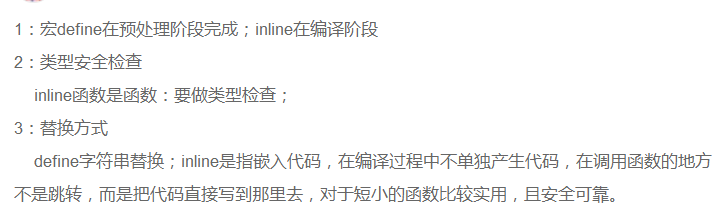 1：宏define在预处理阶段完成；inline在编译阶段
2：类型安全检查
inline函数是函数：要做类型检查；
3：替换方式
define字符串替换；inline是指嵌入代码，在编译过程中不单独产生代码，在调用函数的地方
不是跳转，而是把代码直接写到那里去，对于短小的函数比较实用，且安全可靠。